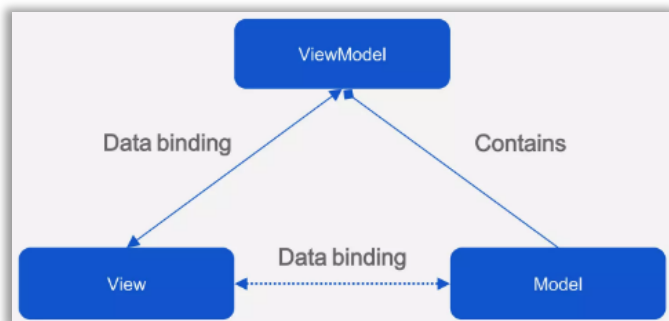 ViewModel
Data binding
Contains
Data binding
View
Model